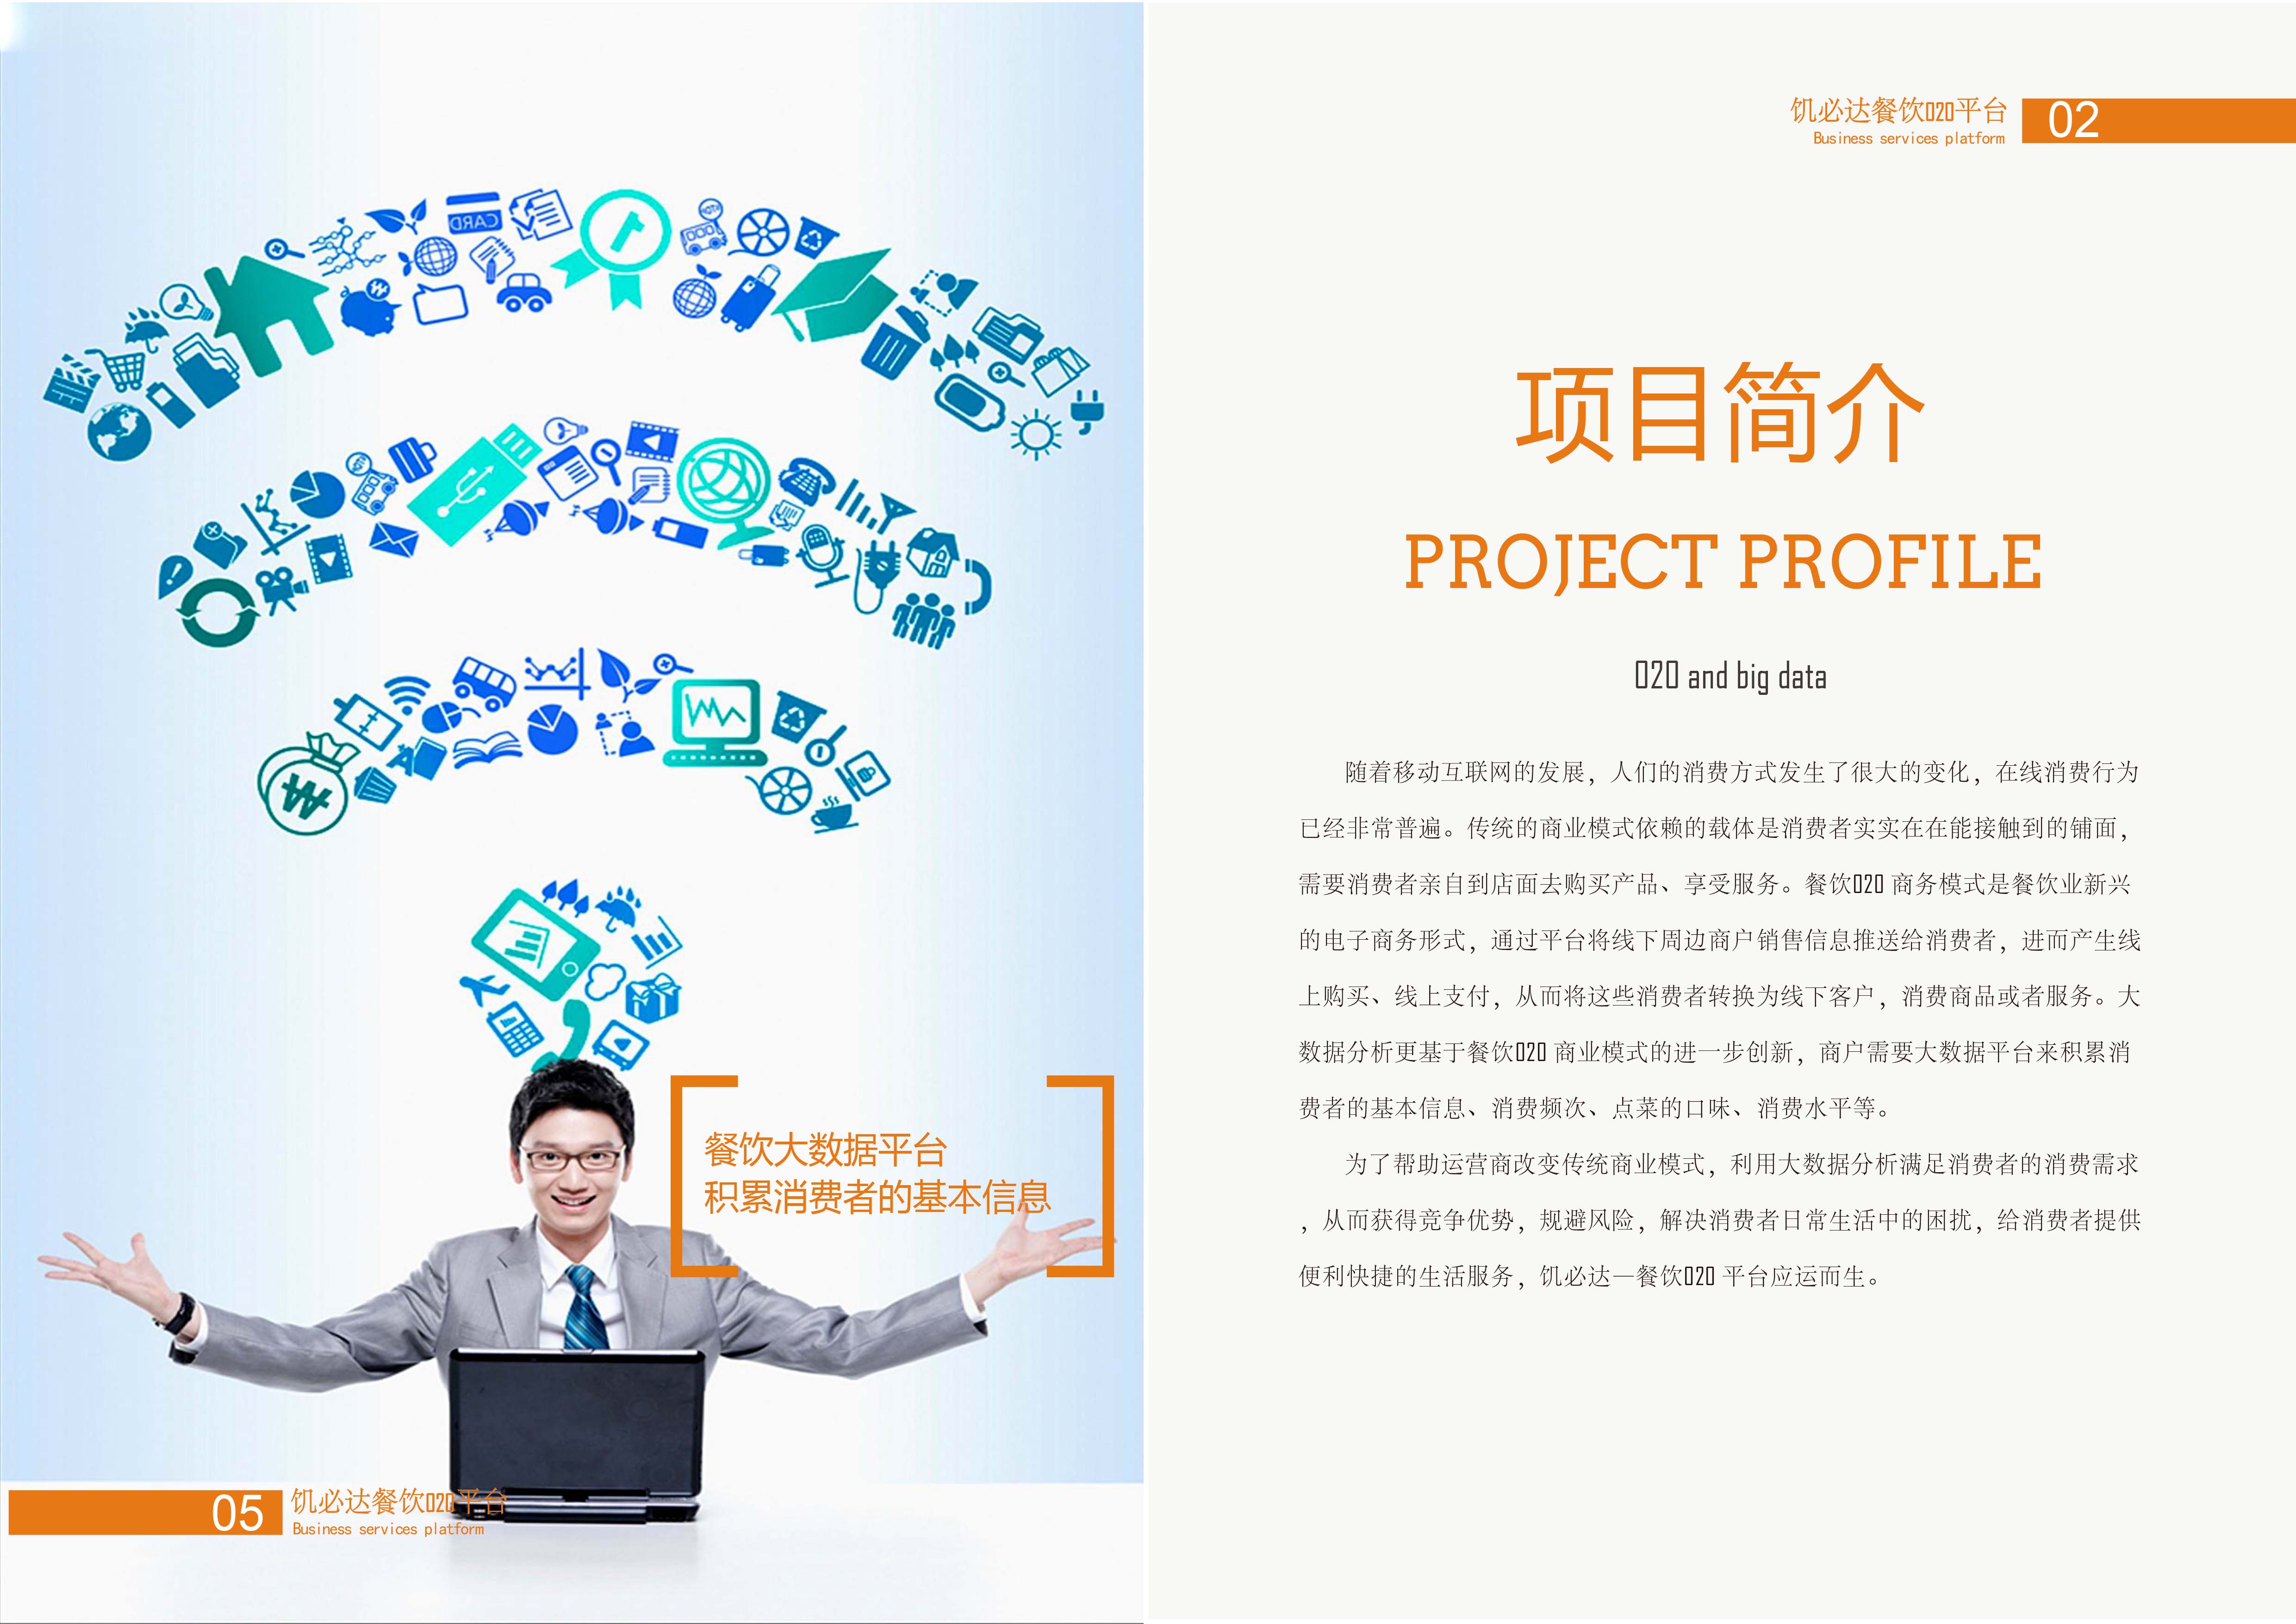 餐饮大数据平台
积累消费者的基本信息
05
饥必达餐饮O2O平台
Business services platform
饥必达餐饮O2O平台
Business services platform
02
项目简介
PROJECT PROFILE
O2O and big data
随着移动互联网的发展，人们的消费方式发生了很大的变化，在线消费行为
已经非常普遍。传统的商业模式依赖的载体是消费者实实在在能接触到的铺面，
需要消费者亲自到店面去购买产品、享受服务。餐饮O2O 商务模式是餐饮业新兴
的电子商务形式，通过平台将线下周边商户销售信息推送给消费者，进而产生线
上购买、线上支付，从而将这些消费者转换为线下客户，消费商品或者服务。大
数据分析更基于餐饮O2O 商业模式的进一步创新，商户需要大数据平台来积累消
费者的基本信息、消费频次、点菜的口味、消费水平等。
为了帮助运营商改变传统商业模式，利用大数据分析满足消费者的消费需求
，从而获得竞争优势，规避风险，解决消费者日常生活中的困扰，给消费者提供
便利快捷的生活服务，饥必达—餐饮O2O 平台应运而生。